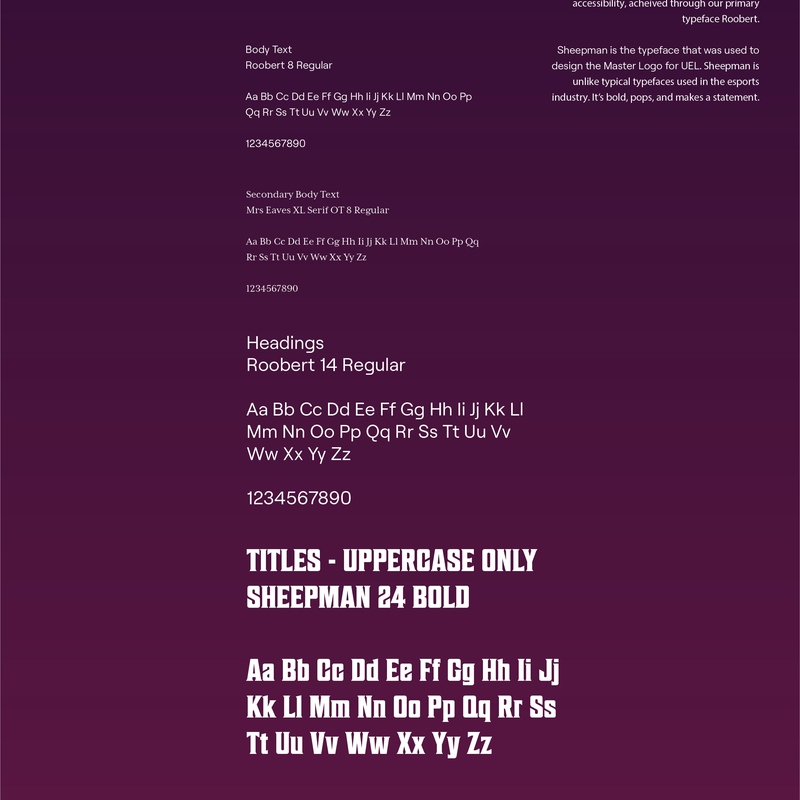 accessibility, acheived through our primary
typeface Roobert.
Sheepman is the typeface that was used to
design the Master Logo for UEL. Sheepman is
unlike typical typefaces used in the esports
industry. It's bold, pops, and makes a statement.
Body Text
Roobert 8 Regular
Aa Bb Cc Dd Ee Ff Gg Hh Ii Jj Kk Ll Mm Nn Oo Pp
Qq Rr Ss Tt Uu Vv Ww Xx Yy Zz
1234567890
Secondary Body Text
Mrs Eaves XL Serif OT 8 Regular
Aa Bb Cc Dd Ee Ff Gg Hh Ii Jj Kk Ll Mm Nn Oo Pp Qq
Rr Ss Tt Uu Vv Ww Xx Yy Zz
1234567890
Headings
Roobert 14 Regular
Aa Bb Cc Dd Ee Ff Gg Hh Ii Jj Kk Ll
Mm Nn Oo Pp Qq Rr Ss Tt Uu Vv
Ww Xx Yy Zz
1234567890
TITLES - UPPERCASE ONLY
SHEEPMAN 24 BOLD
Aa Bb Cc Dd Ee Ff Gg Hh Ii Jj
Kk Ll Mm Nn Oo Pp Qq Rr Ss
Tt Uu Vv Ww Xx Yy Zz